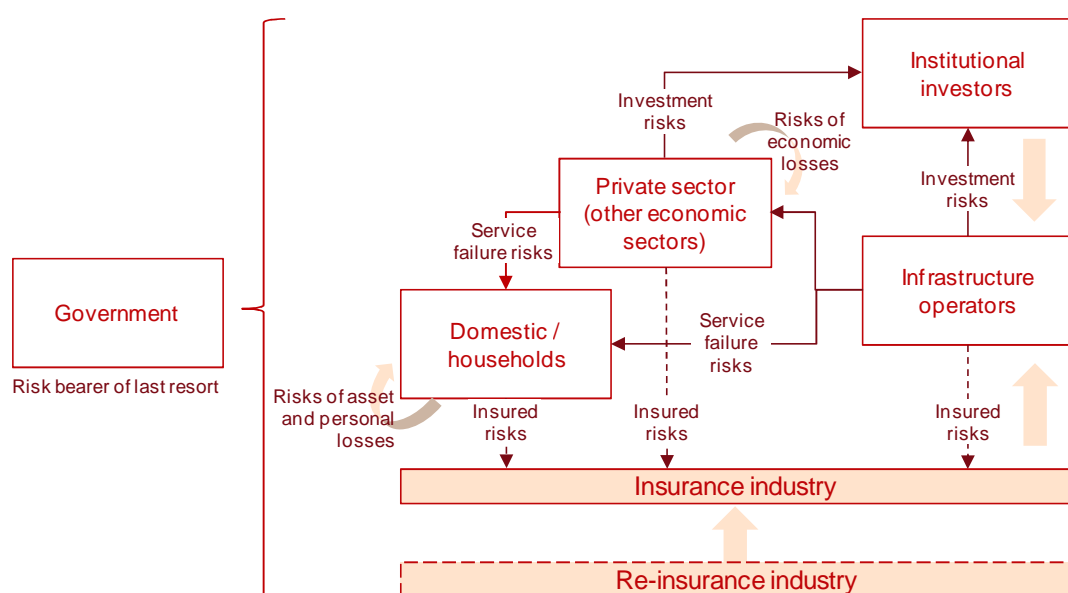 Institutional
investors
Investment
risks
Risks of
economic
losses
Private sector
(other economic
sectors)
Investment
risks
Service
failure risks
Infrastructure
operators
Government
Domestic /
households
Service
failure
risks
Risk bearer of last resort
Risks of asset
and personal
losses
Insured
risks
Insured
risks
Insured
risks
Insurance industry
Re-insurance industry